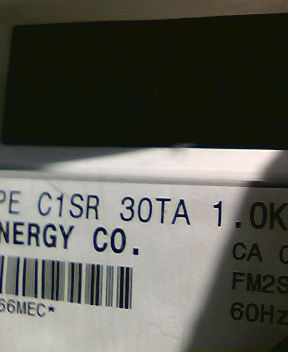 PE C1SR 30TA 1.0K
NERGY CO.
CA
FM2S
66MEC*
60Hz